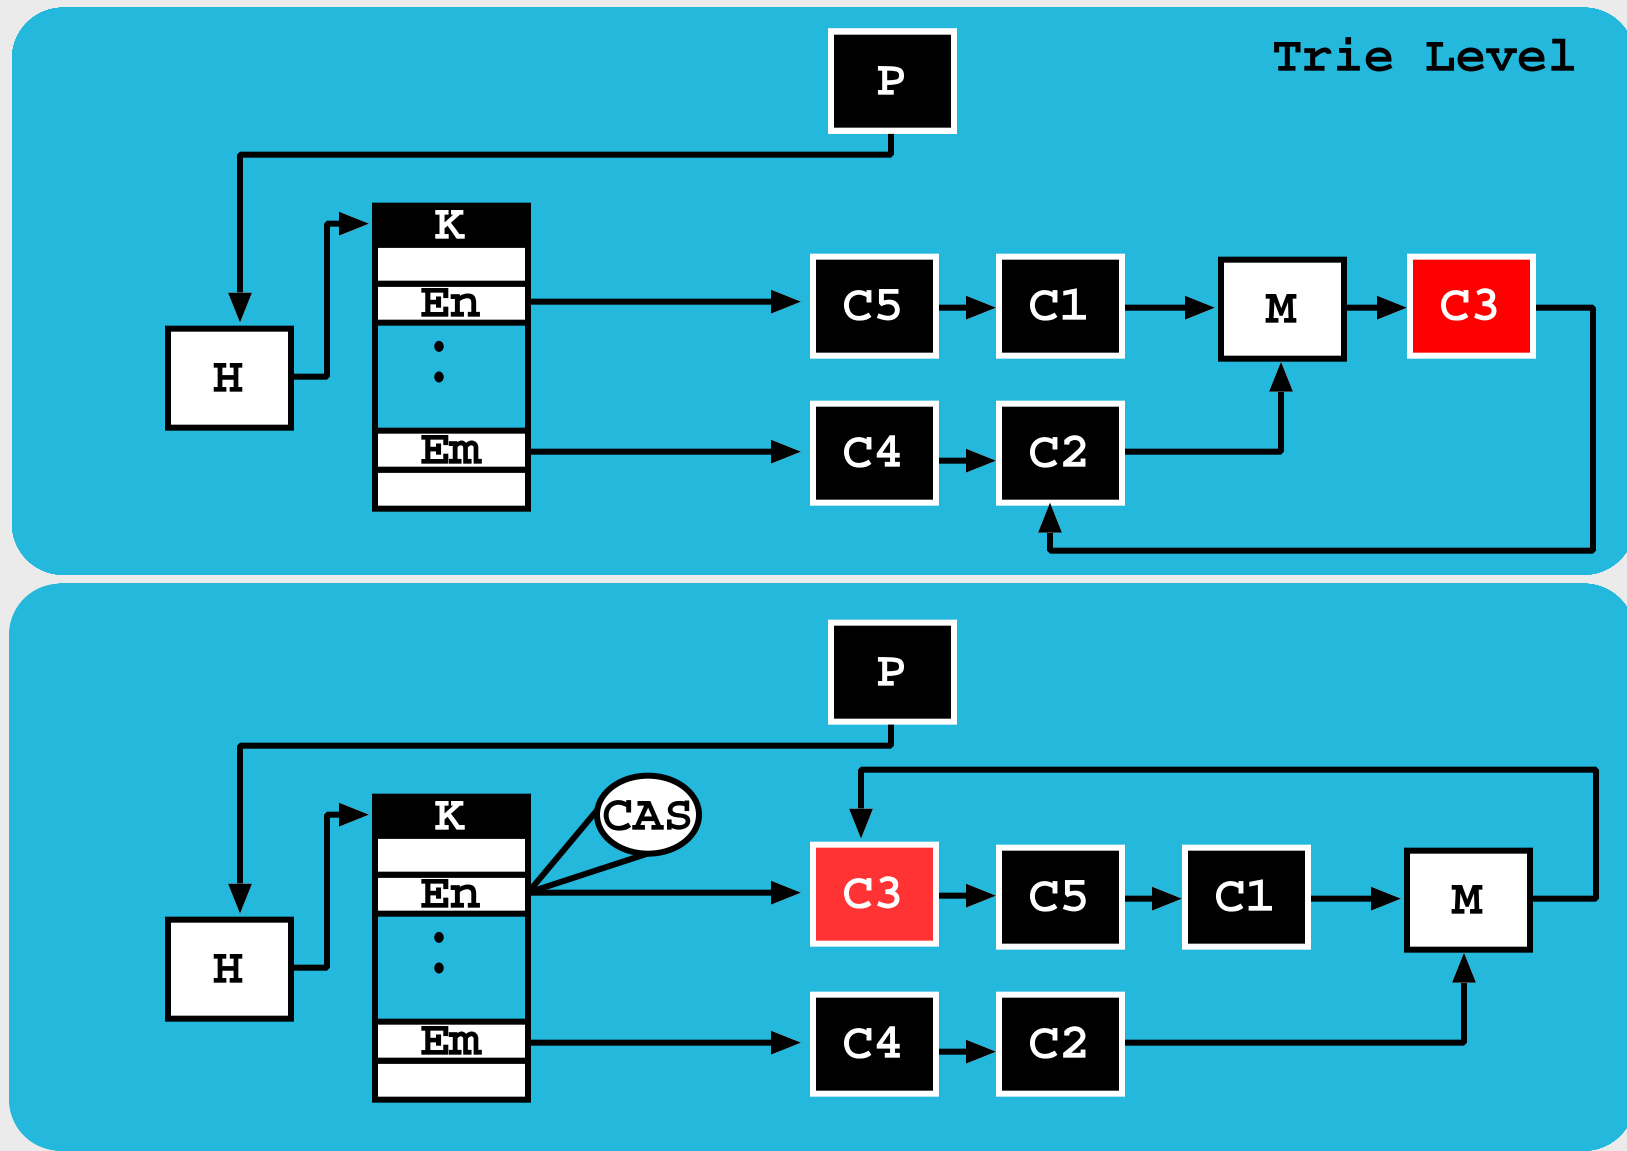 Trie Level
P
K
En
C5 C1 M C3
H
Em C4 C2
P
K CAS
En C3 C5 C1 M
H
Em C4 C2